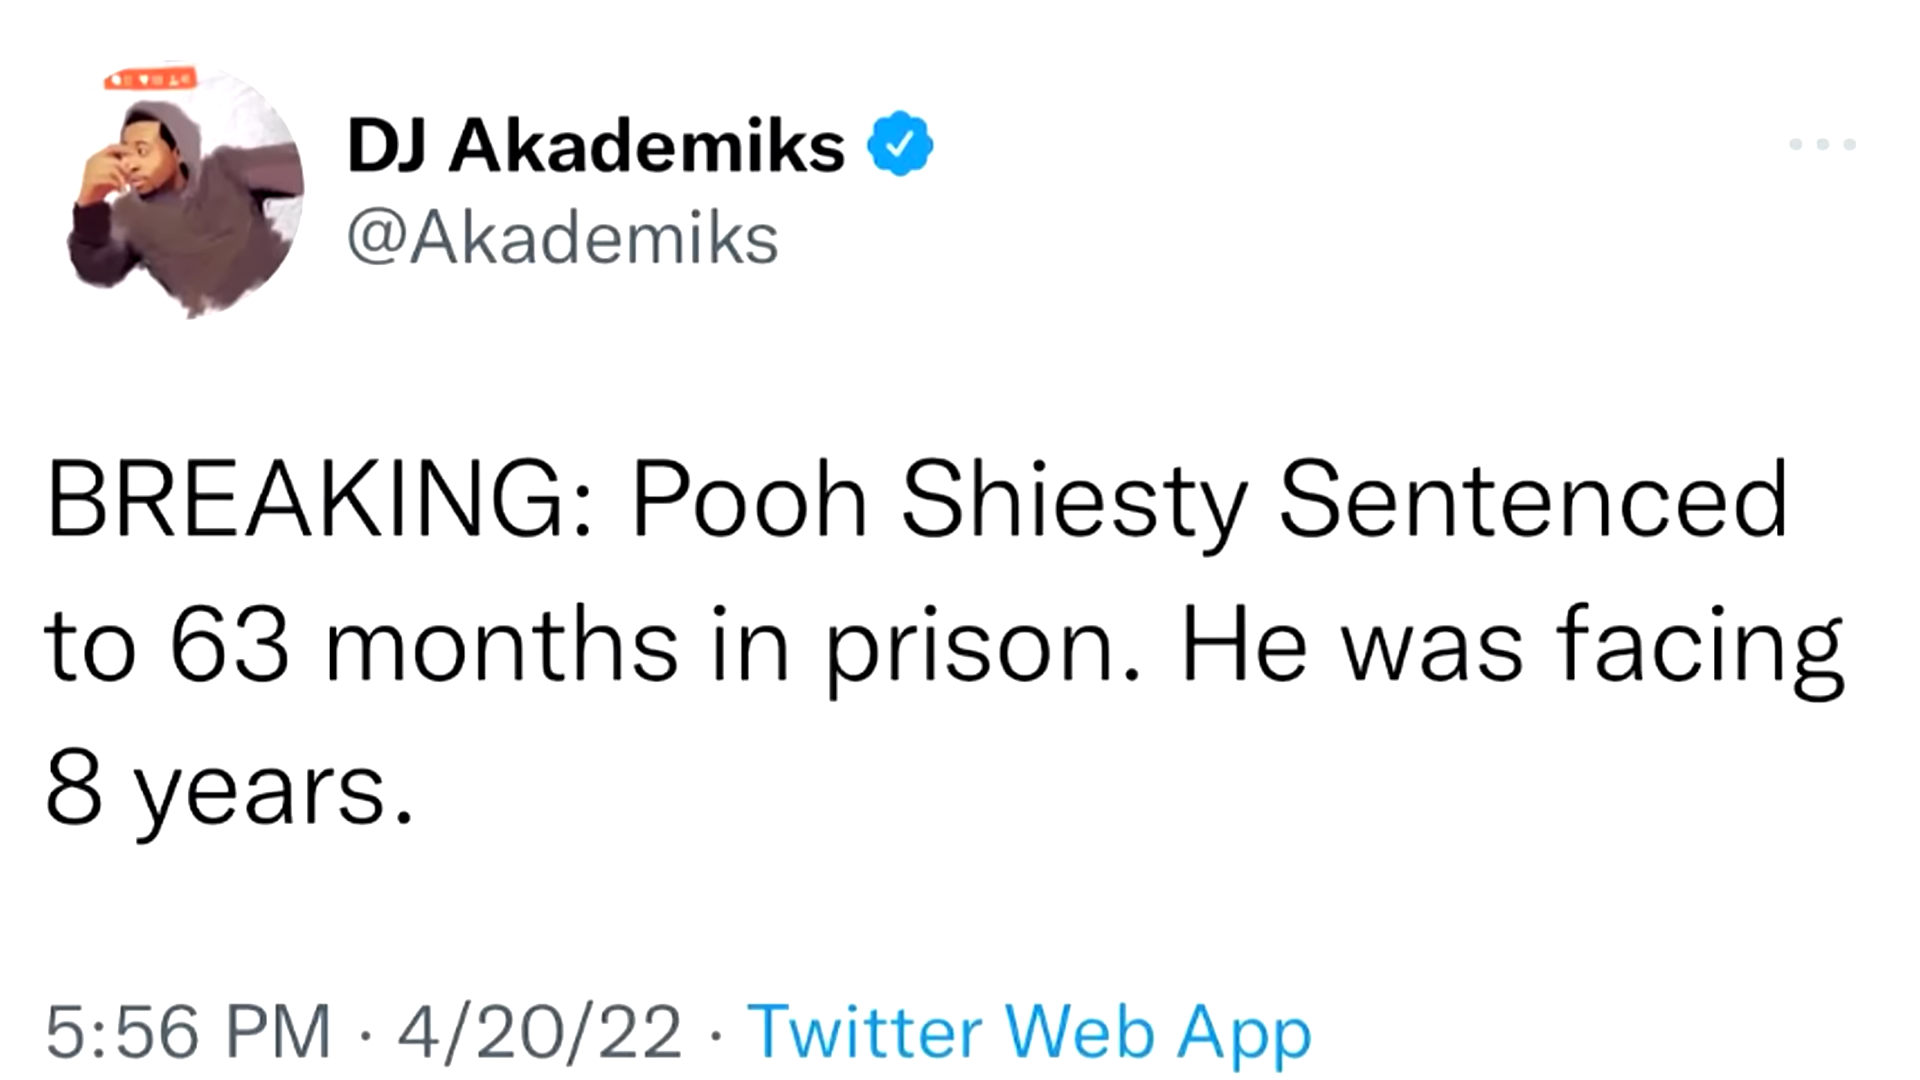 DJ Akademiks
@Akademiks
BREAKING: Pooh Shiesty Sentenced
to 63 months in prison. He was facing
8 years.
5:56 PM · 4/20/22 · Twitter Web App